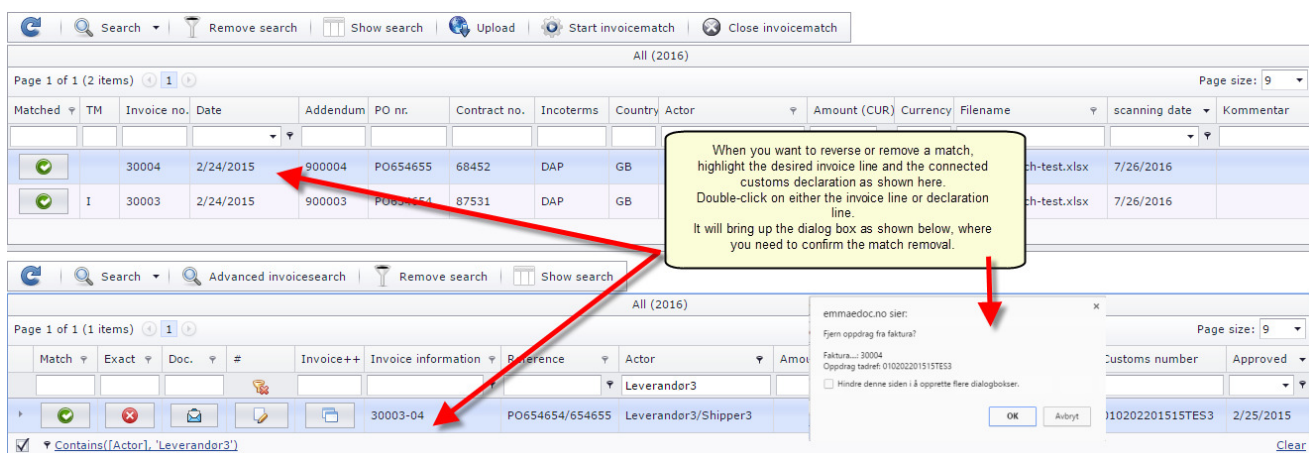 Search Remove search Show search Upload Start invoicematch Close invoicematch
All (2016)
Page 1 of 1 (2 items) 1 Page size: 9
Matched TM Invoice no. Date Addendum PO nr. Contract no. Incoterms Country Actor Amount (CUR) Currency Filename scanning date Kommentar
30004 2/24/2015 900004 PO654655 68452 DAP GB ch-test.xlsx 7/26/2016
I 30003 2/24/2015 900003 PO654654 87531 DAP GB ch-test.xlsx 7/26/2016
When you want to reverse or remove a match,
highlight the desired invoice line and the connected
customs declaration as shown here.
Double-click on either the invoice line or declaration
line.
It will bring up the dialog box as shown below, where
you need to confirm the match removal.
Search Advanced invoicesearch Remove search Show search
All (2016)
Page 1 of 1 (1 items) 1 Page size: 9
Match Exact Doc. # Invoice++ Invoice information Reference Actor Amou Customs number Approved
Leverandør3
30003-04 PO654654/654655 Leverandør3/Shipper3 010202201515TES3 2/25/2015
Contains([Actor], 'Leverandør3') Clear
emmaedoc.no sier:
Fjern oppdrag fra faktura?
Faktura....: 30004
Oppdrag tadref: 010202201515TES3
Hindre denne siden i å opprette flere dialogbokser.
OK Avbryt